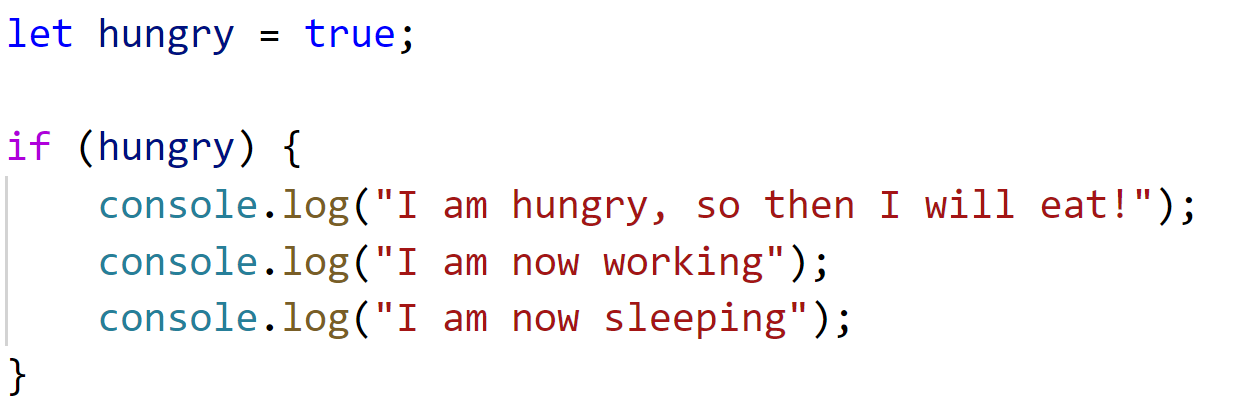 let hungry = true;
if (hungry) {
    console.log("I am hungry, so then I will eat!");
    console.log("I am now working");
    console.log("I am now sleeping");
}